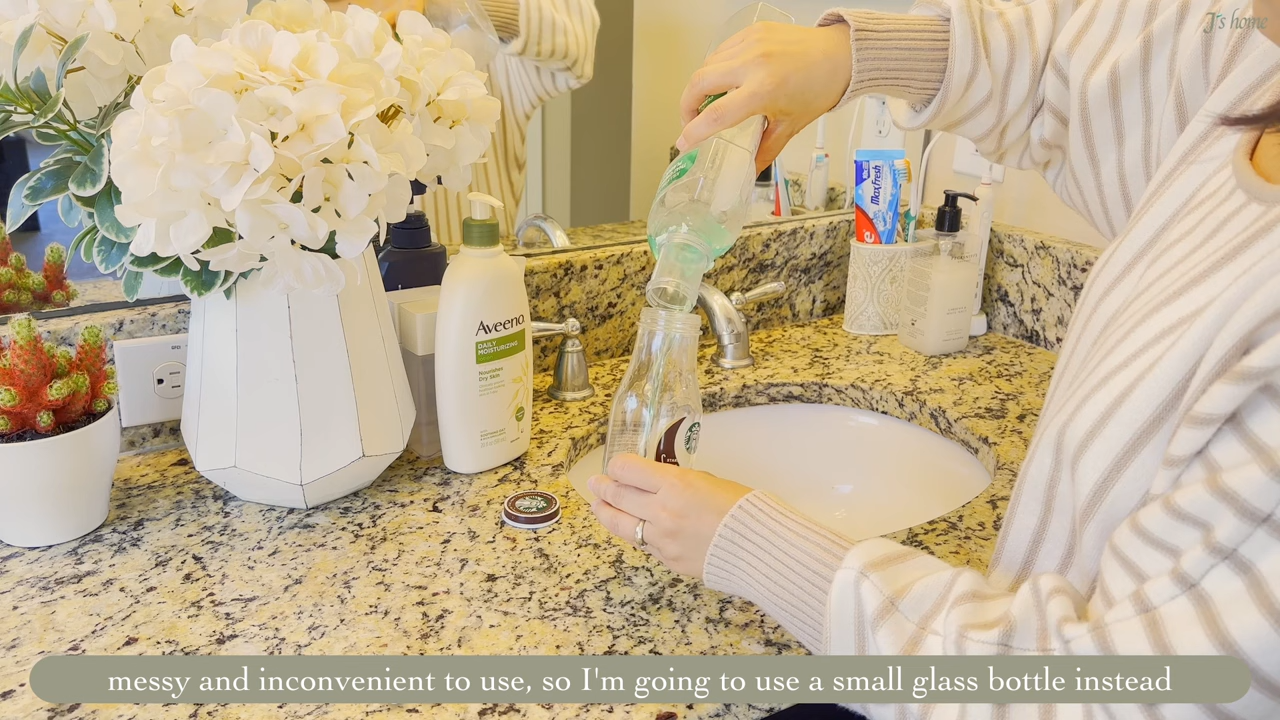 J's home
MaxFresh
Aveeno
DAILY
MOISTURIZING
Nourishes
Dry Skin
messy and inconvenient to use, so I'm going to use a small glass bottle instead